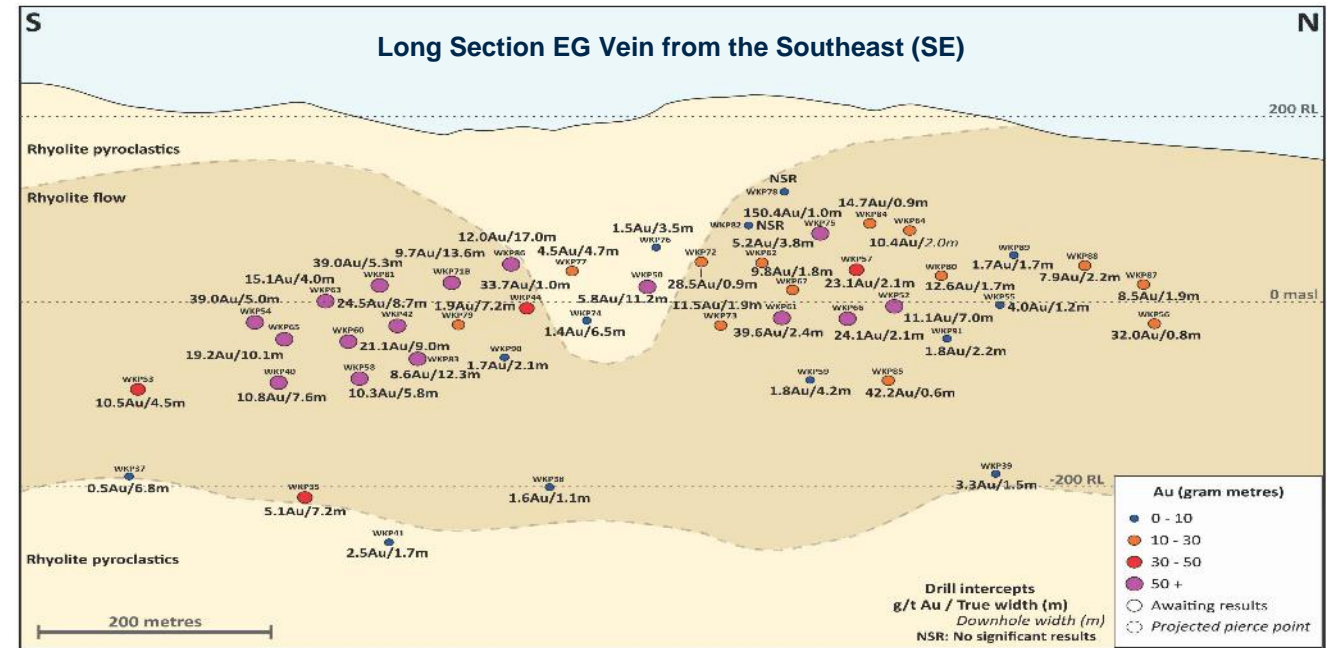 S
N
Long Section EG Vein from the Southeast (SE)
200 RL
Rhyolite pyroclastics
Rhyolite flow
NSR
WKP78
14.7Au/0.9m
150.4Au/1.0m
WKP84
WKP64
WKP82
NSR
WKP75
10.4Au/2.0m
12.0Au/17.0m
1.5Au/3.5m
WKP76
5.2Au/3.8m
9.7Au/13.6m
WKP86
4.5Au/4.7m
WKP77
WKP72
WKP62
WKP57
WKP89
1.7Au/1.7m
WKP88
39.0Au/5.3m
9.8Au/1.8m
WKP80
7.9Au/2.2m
15.1Au/4.0m
WKP81
WKP71B
33.7Au/1.0m
WKP50
28.5Au/0.9m
WKP67
23.1Au/2.1m
12.6Au/1.7m
WKP87
8.5Au/1.9m
39.0Au/5.0m
WKP63
24.5Au/8.7m
1.9Au/7.2m
WKP44
5.8Au/11.2m
11.5Au/1.9m
WKP52
WKP55
4.0Au/1.2m
0 masl
WKP54
WKP42
WKP79
WKP74
WKP73
WKP61
WKP66
11.1Au/7.0m
WKP56
1.4Au/6.5m
39.6Au/2.4m
24.1Au/2.1m
32.0Au/0.8m
WKP65
WKP60
21.1Au/9.0m
WKP91
19.2Au/10.1m
WKP83
WKP90
1.7Au/2.1m
1.8Au/2.2m
8.6Au/12.3m
WKP53
WKP40
WKP58
WKP59
WKP85
10.5Au/4.5m
10.8Au/7.6m
10.3Au/5.8m
1.8Au/4.2m
42.2Au/0.6m
WKP37
WKP39
0.5Au/6.8m
WKP35
WKP38
3.3Au/1.5m
-200 RL
5.1Au/7.2m
1.6Au/1.1m
WKP41
2.5Au/1.7m
Rhyolite pyroclastics
200 metres
Drill intercepts
g/t Au / True width (m)
Downhole width (m)
NSR: No significant results
Au (gram metres)
0 - 10
10 - 30
30 - 50
50 +
Awaiting results
Projected pierce point